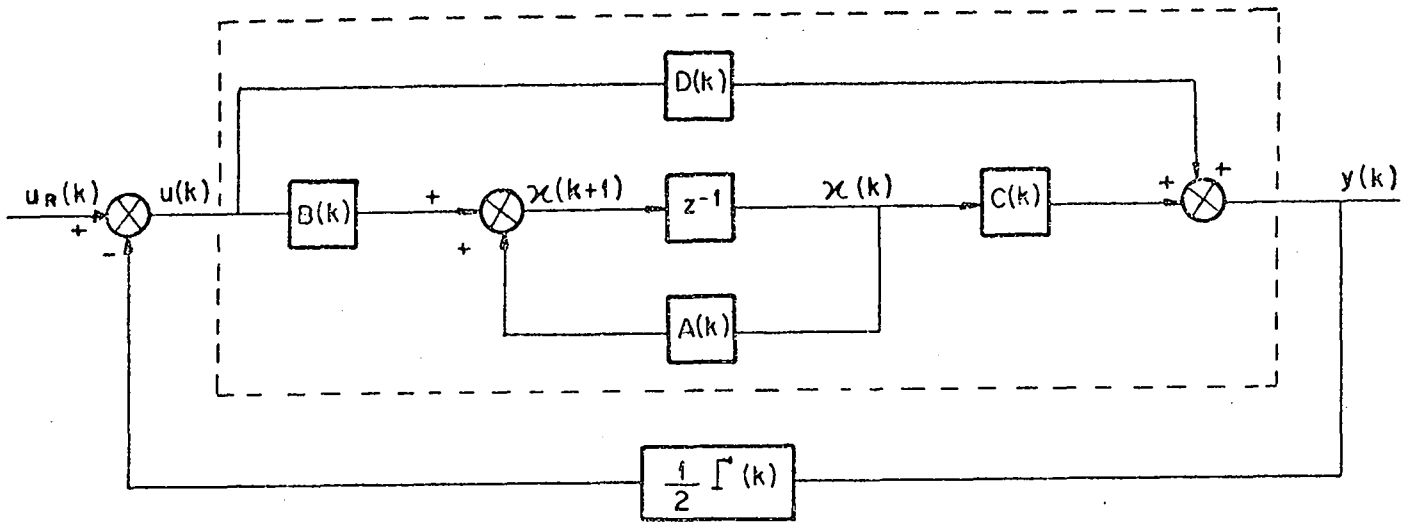 D(k)
+
u_R(k)
u(k)
+
x(k+1)
x(k)
+
y(k)
+
-
B(k)
+
z⁻¹
C(k)
A(k)
1/2 Γ(k)